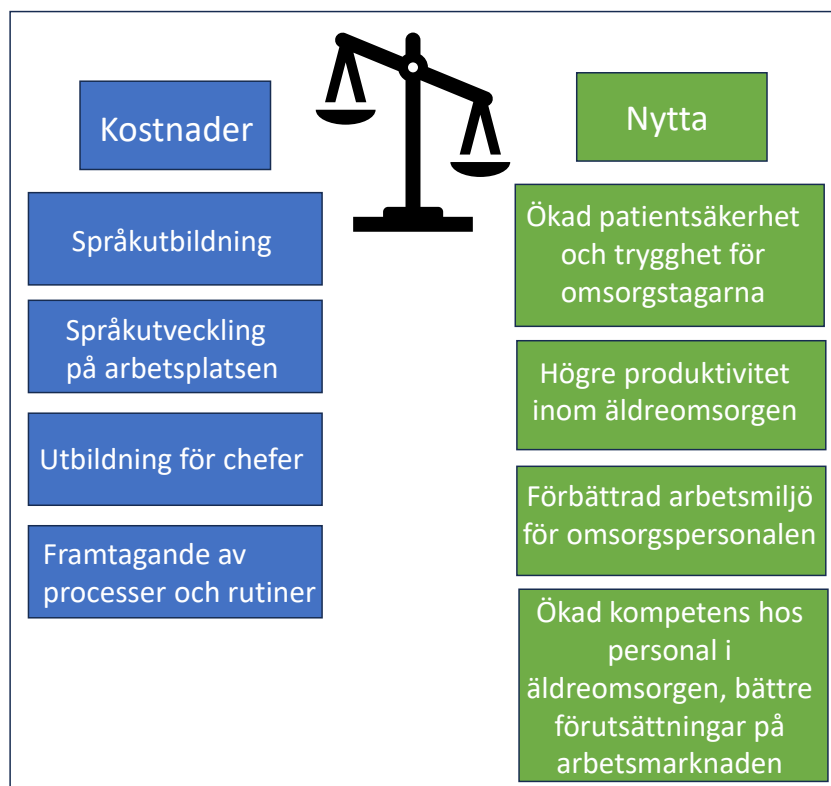 Kostnader
Språkutbildning
Språkutveckling
på arbetsplatsen
Utbildning för chefer
Framtagande av
processer och rutiner
Nytta
Ökad patientsäkerhet
och trygghet för
omsorgstagarna
Högre produktivitet
inom äldreomsorgen
Förbättrad arbetsmiljö
för omsorgspersonalen
Ökad kompetens hos
personal i
äldreomsorgen, bättre
förutsättningar på
arbetsmarknaden